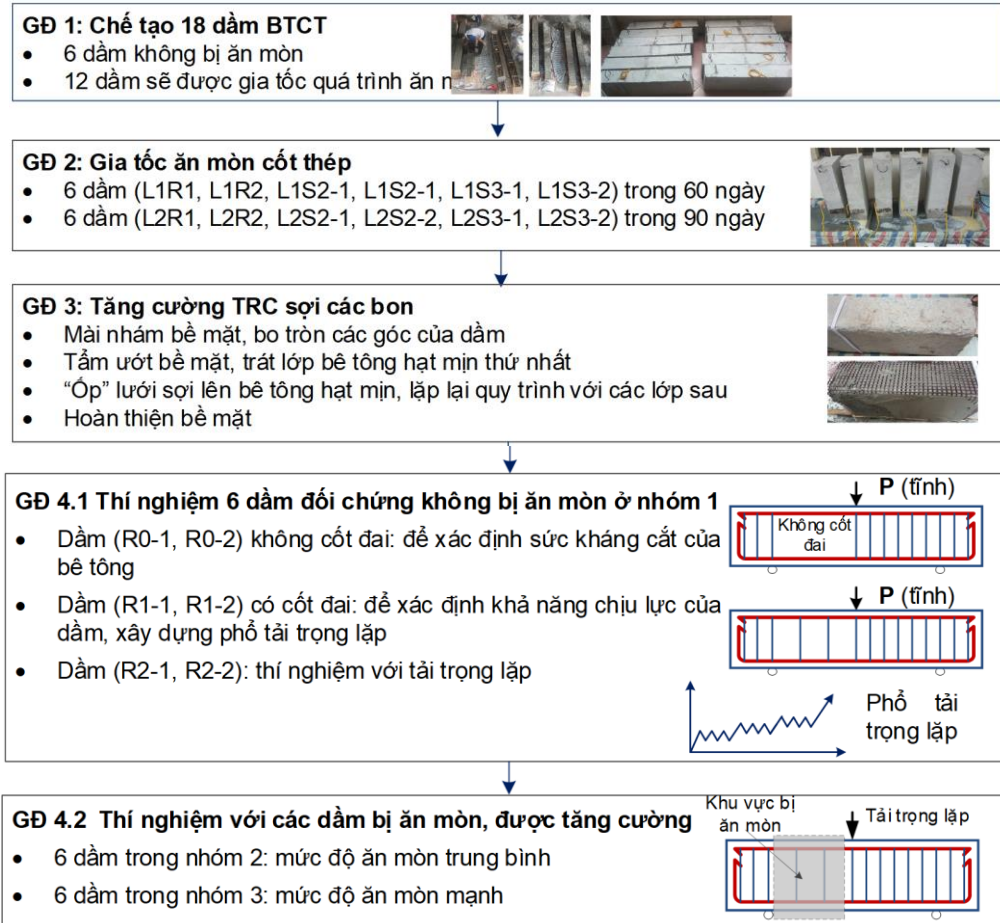 GĐ 1: Chế tạo 18 dầm BTCT
• 6 dầm không bị ăn mòn
• 12 dầm sẽ được gia tốc quá trình ăn
GĐ 2: Gia tốc ăn mòn cốt thép
• 6 dầm (L1R1, L1R2, L1S2-1, L1S2-1, L1S3-1, L1S3-2) trong 60 ngày
• 6 dầm (L2R1, L2R2, L2S2-1, L2S2-2, L2S3-1, L2S3-2) trong 90 ngày
GĐ 3: Tăng cường TRC sợi các bon
• Mài nhám bề mặt, bo tròn các góc của dầm
• Tẩm ướt bề mặt, trát lớp bê tông hạt mịn thứ nhất
• “Ốp” lưới sợi lên bê tông hạt mịn, lặp lại quy trình với các lớp sau
• Hoàn thiện bề mặt
GĐ 4.1 Thí nghiệm 6 dầm đối chứng không bị ăn mòn ở nhóm 1
• Dầm (R0-1, R0-2) không cốt đai: để xác định sức kháng cắt của
bê tông
• Dầm (R1-1, R1-2) có cốt đai: để xác định khả năng chịu lực của
dầm, xây dựng phổ tải trọng lặp
• Dầm (R2-1, R2-2): thí nghiệm với tải trọng lặp
P (tĩnh)
Không cốt
đai
P (tĩnh)
Phổ tải
trọng lặp
GĐ 4.2 Thí nghiệm với các dầm bị ăn mòn, được tăng cường
• 6 dầm trong nhóm 2: mức độ ăn mòn trung bình
• 6 dầm trong nhóm 3: mức độ ăn mòn mạnh
Khu vực bị
ăn mòn
Tải trọng lặp